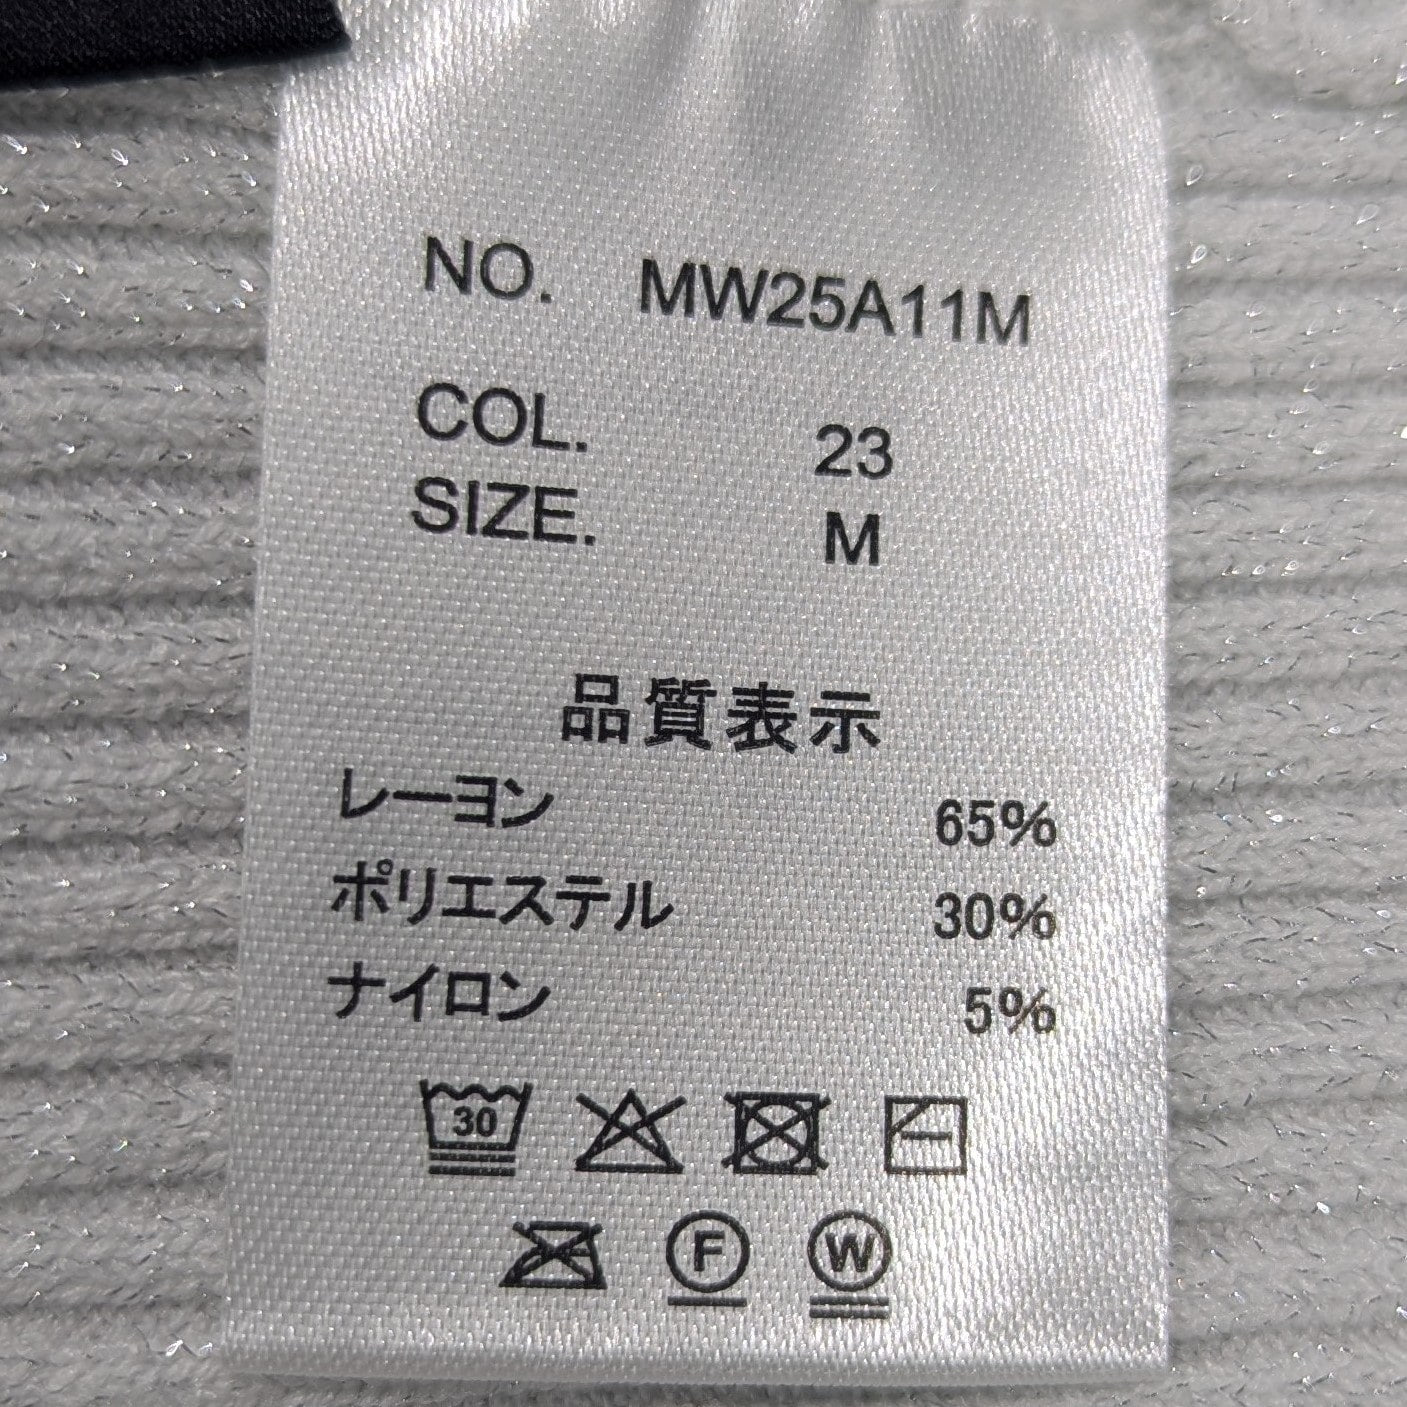 NO. MW25A11M
COL. 23
SIZE. M
品質表示
レーヨン 65%
ポリエステル 30%
ナイロン 5%
30
F W